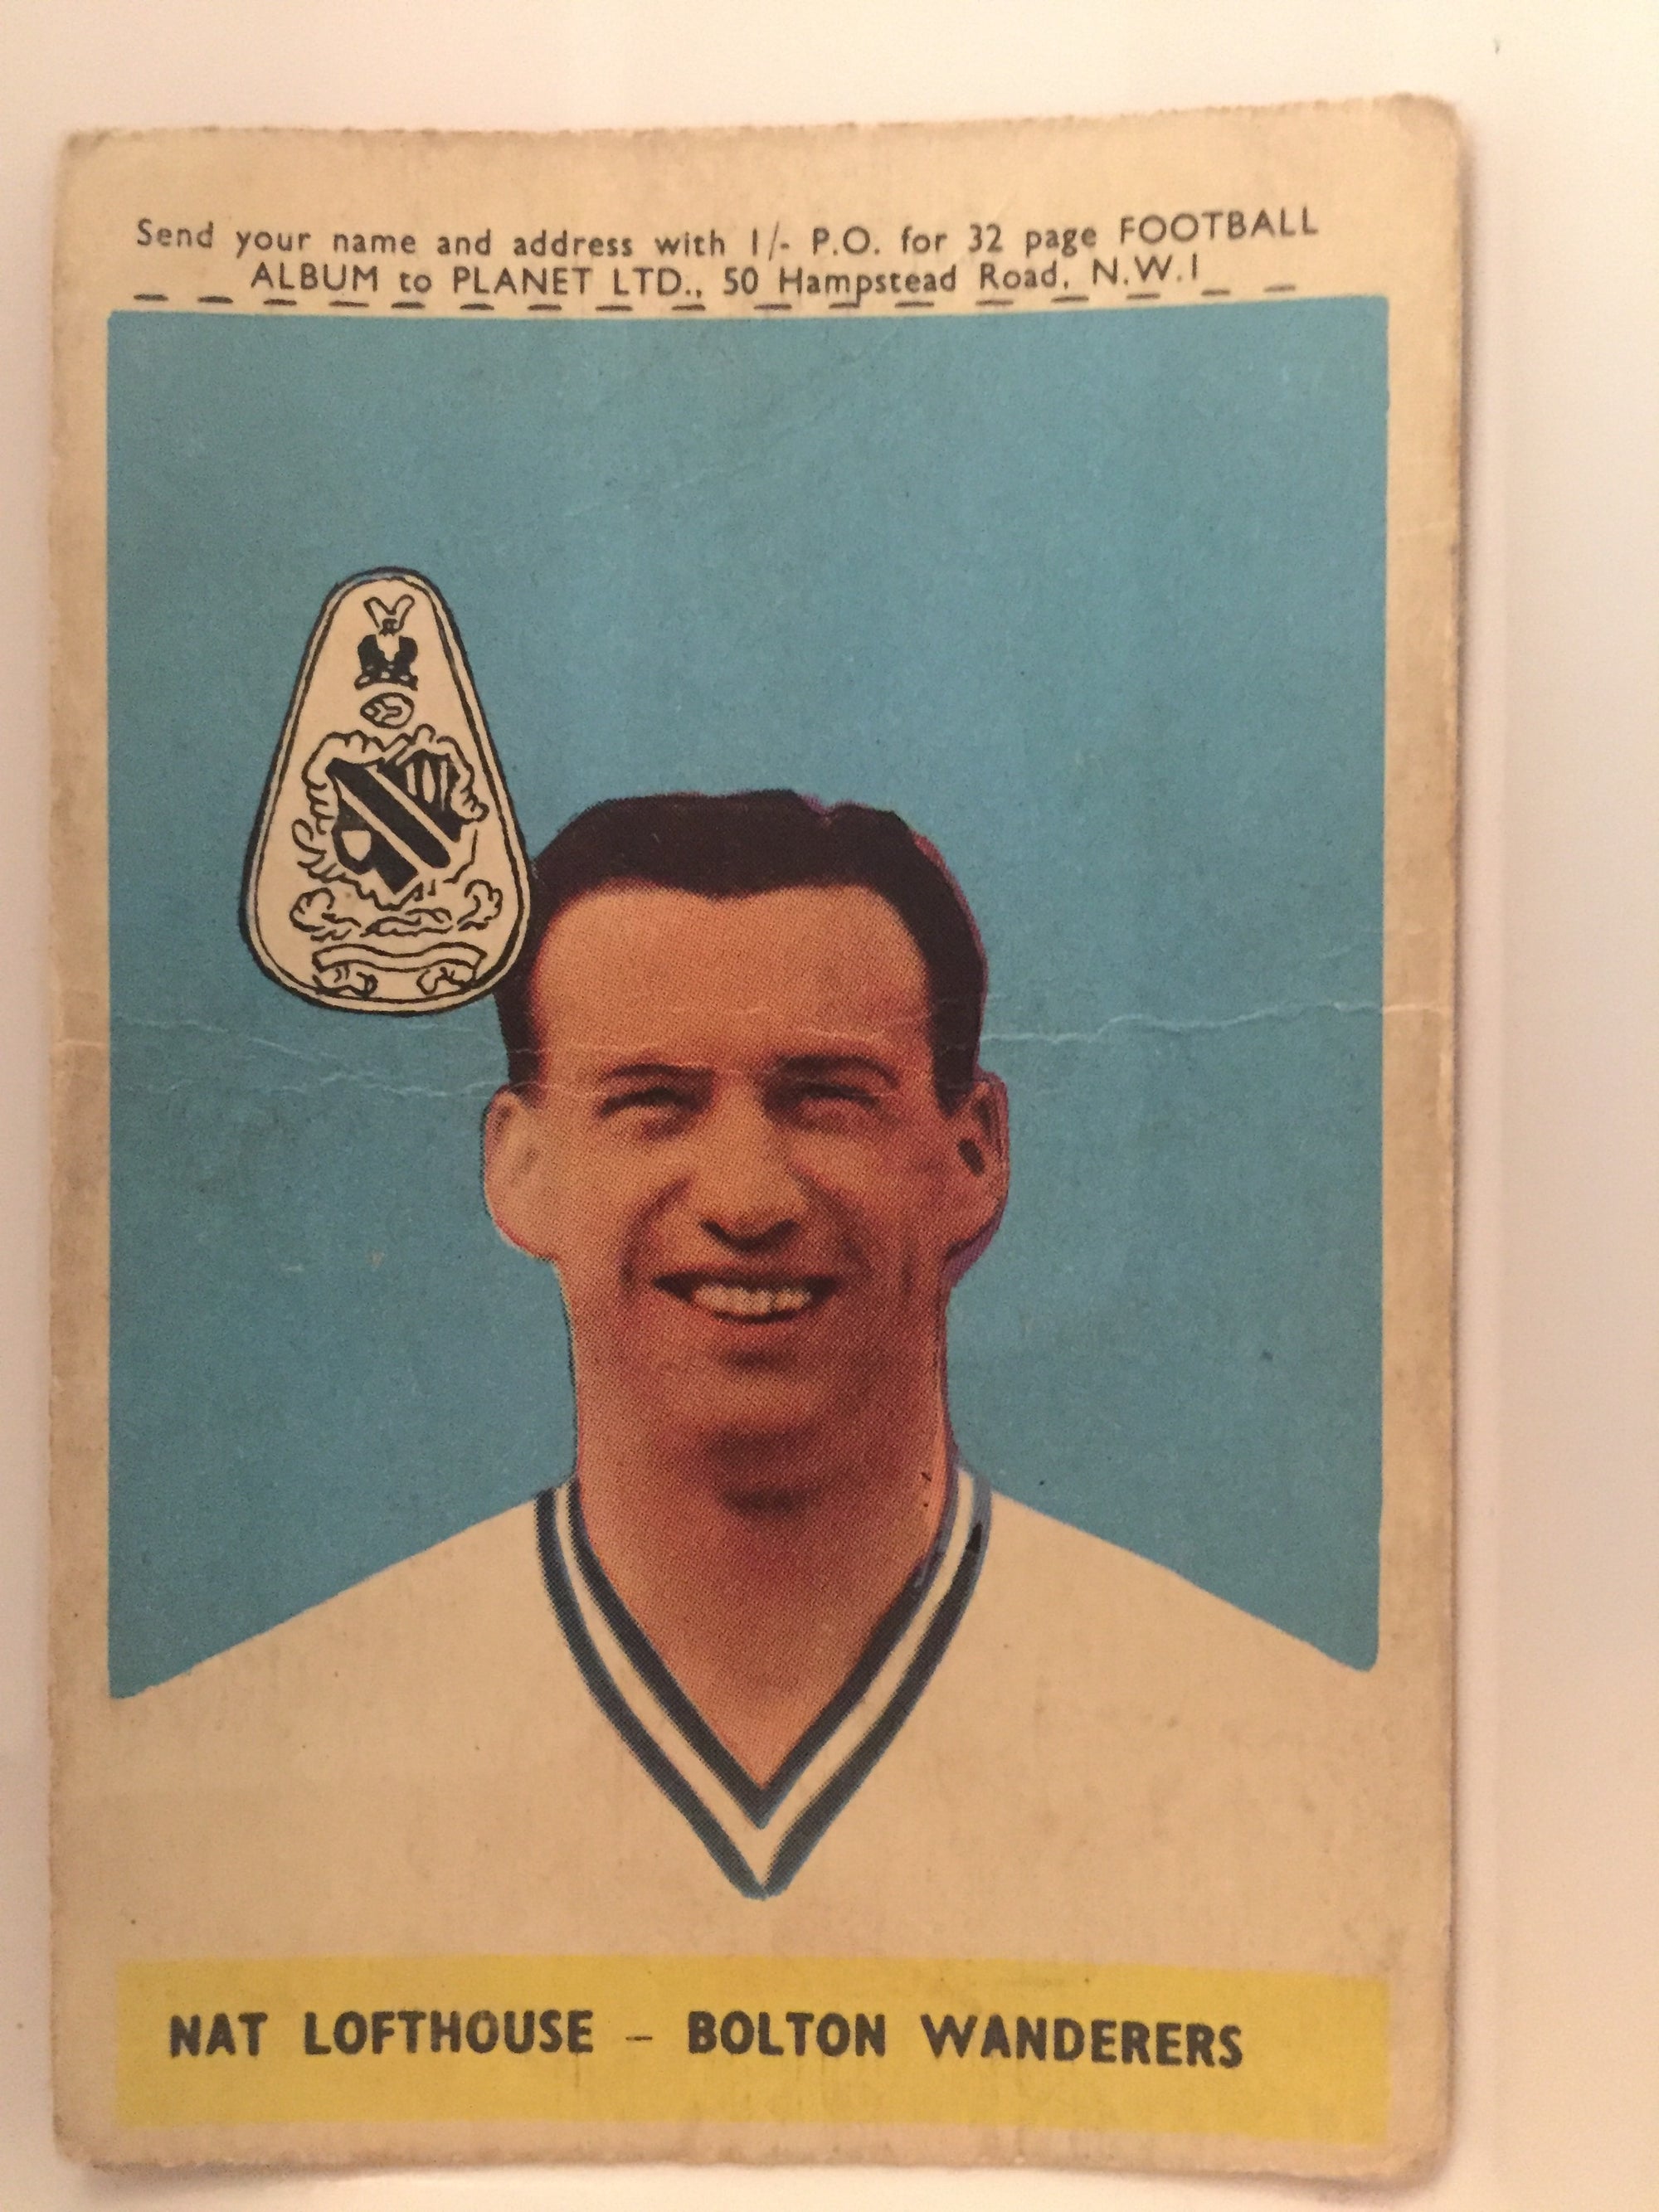 Send your name and address with 1/- P.O. for 32 page FOOTBALL
ALBUM to PLANET LTD., 50 Hampstead Road, N.W.1
NAT LOFTHOUSE – BOLTON WANDERERS